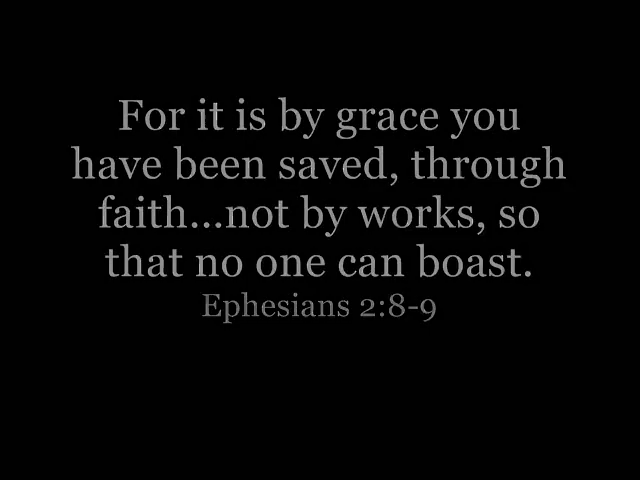 For it is by grace you
have been saved, through
faith...not by works, so
that no one can boast.
Ephesians 2:8-9